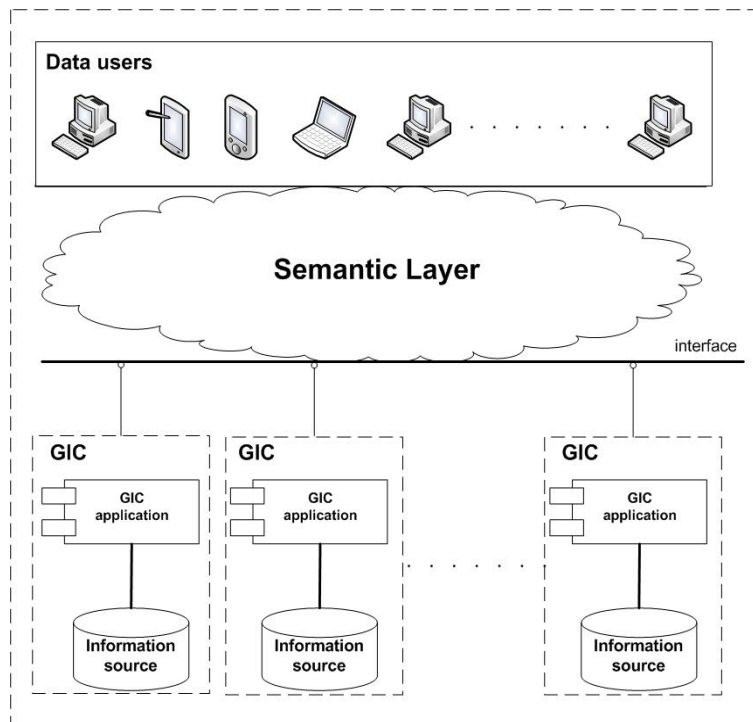 Data users
Semantic Layer
interface
GIC
GIC
GIC
GIC
application
GIC
application
GIC
application
Information
source
Information
source
Information
source